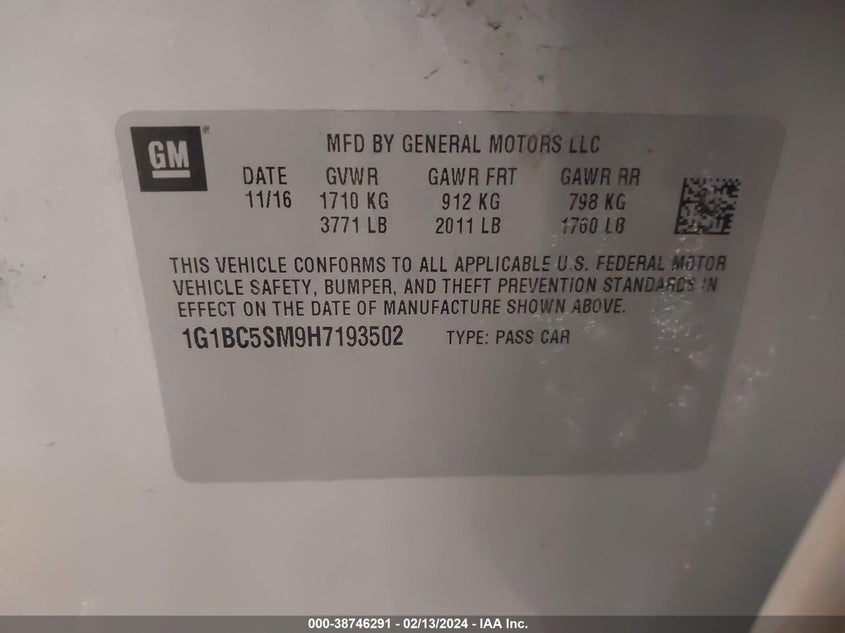 GM
MFD BY GENERAL MOTORS LLC
DATE GVWR GAWR FRT GAWR RR
11/16 1710 KG 912 KG 798 KG
3771 LB 2011 LB 1760 LB
THIS VEHICLE CONFORMS TO ALL APPLICABLE U.S. FEDERAL MOTOR
VEHICLE SAFETY, BUMPER, AND THEFT PREVENTION STANDARDS IN
EFFECT ON THE DATE OF MANUFACTURE SHOWN ABOVE.
1G1BC5SM9H7193502 TYPE: PASS CAR
000-38746291 - 02/13/2024 - IAA Inc.